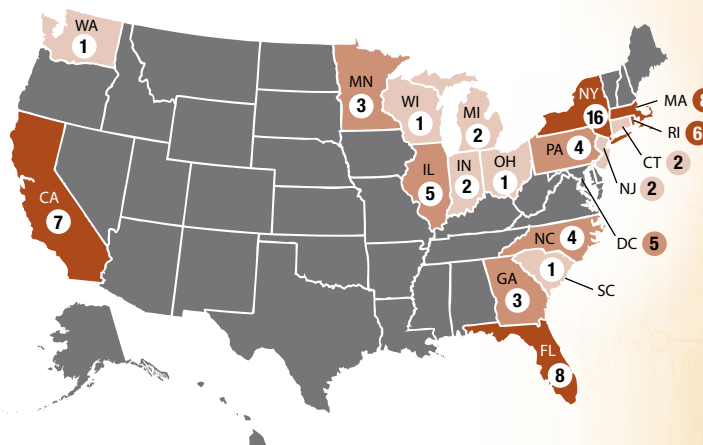 WA
1
MN
3
WI
1
MI
2
NY
16
MA
RI 6
CT 2
NJ 2
PA 4
OH
1
IN
2
IL
5
CA
7
DC 5
NC 4
SC
1
GA
3
FL
8